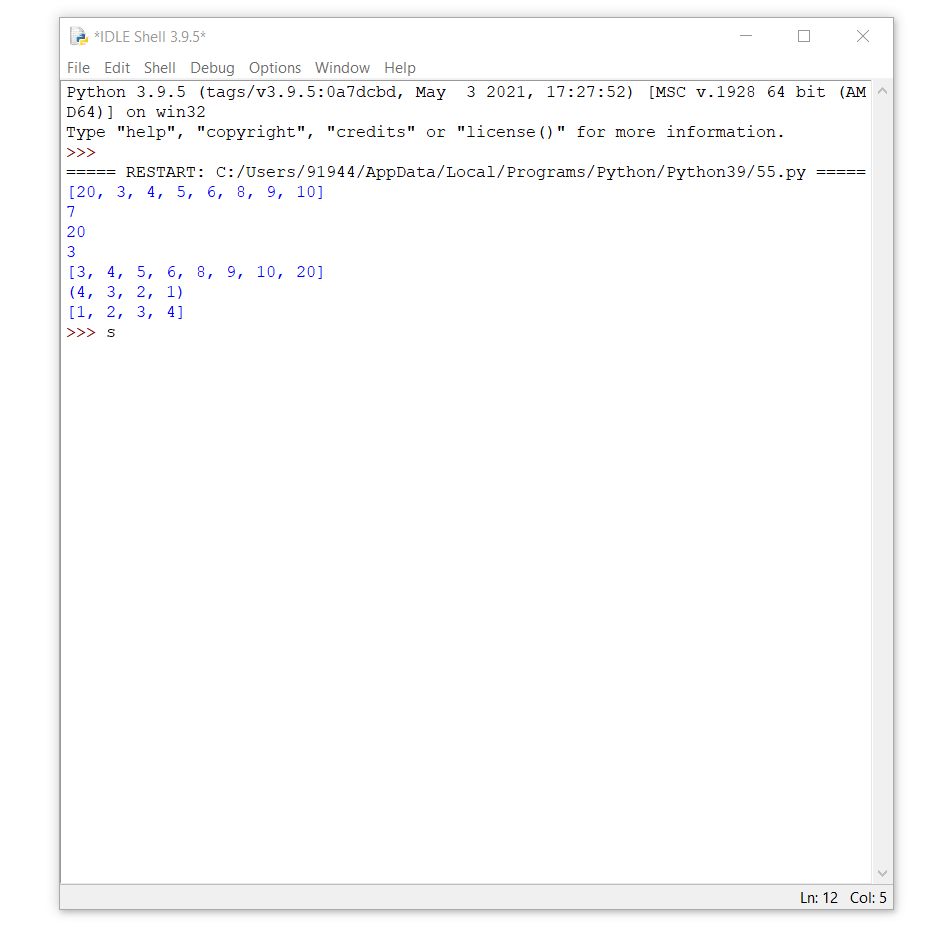 *IDLE Shell 3.9.5*
File Edit Shell Debug Options Window Help
Python 3.9.5 (tags/v3.9.5:0a7dcbd, May  3 2021, 17:27:52) [MSC v.1928 64 bit (AM
D64)] on win32
Type "help", "copyright", "credits" or "license()" for more information.
>>>
===== RESTART: C:/Users/91944/AppData/Local/Programs/Python/Python39/55.py =====
[20, 3, 4, 5, 6, 8, 9, 10]
7
20
3
[3, 4, 5, 6, 8, 9, 10, 20]
(4, 3, 2, 1)
[1, 2, 3, 4]
>>> s
Ln: 12 Col: 5